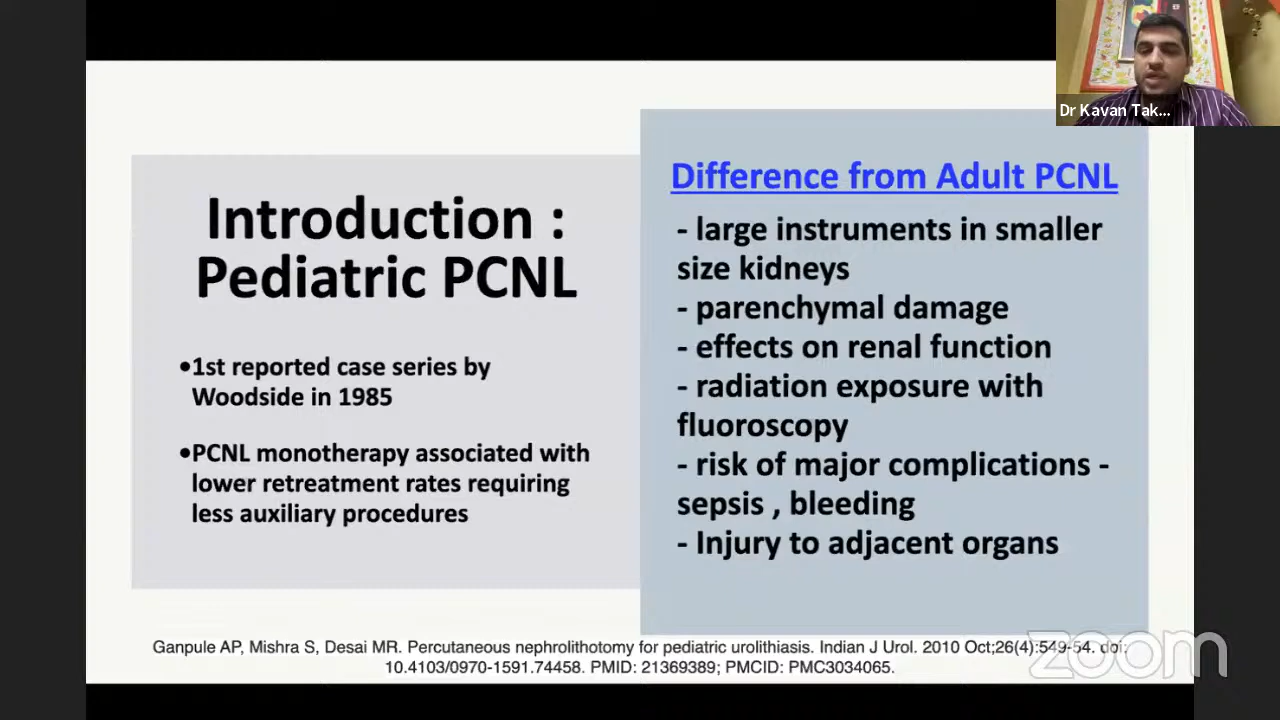 Dr Kavan Tak...
Introduction :
Pediatric PCNL
•1st reported case series by
Woodside in 1985
•PCNL monotherapy associated with
lower retreatment rates requiring
less auxiliary procedures
Difference from Adult PCNL
- large instruments in smaller
size kidneys
- parenchymal damage
- effects on renal function
- radiation exposure with
fluoroscopy
- risk of major complications -
sepsis , bleeding
- Injury to adjacent organs
Ganpule AP, Mishra S, Desai MR. Percutaneous nephrolithotomy for pediatric urolithiasis. Indian J Urol. 2010 Oct;26(4):549-54. doi:
10.4103/0970-1591.74458. PMID: 21369389; PMCID: PMC3034065.
zoom